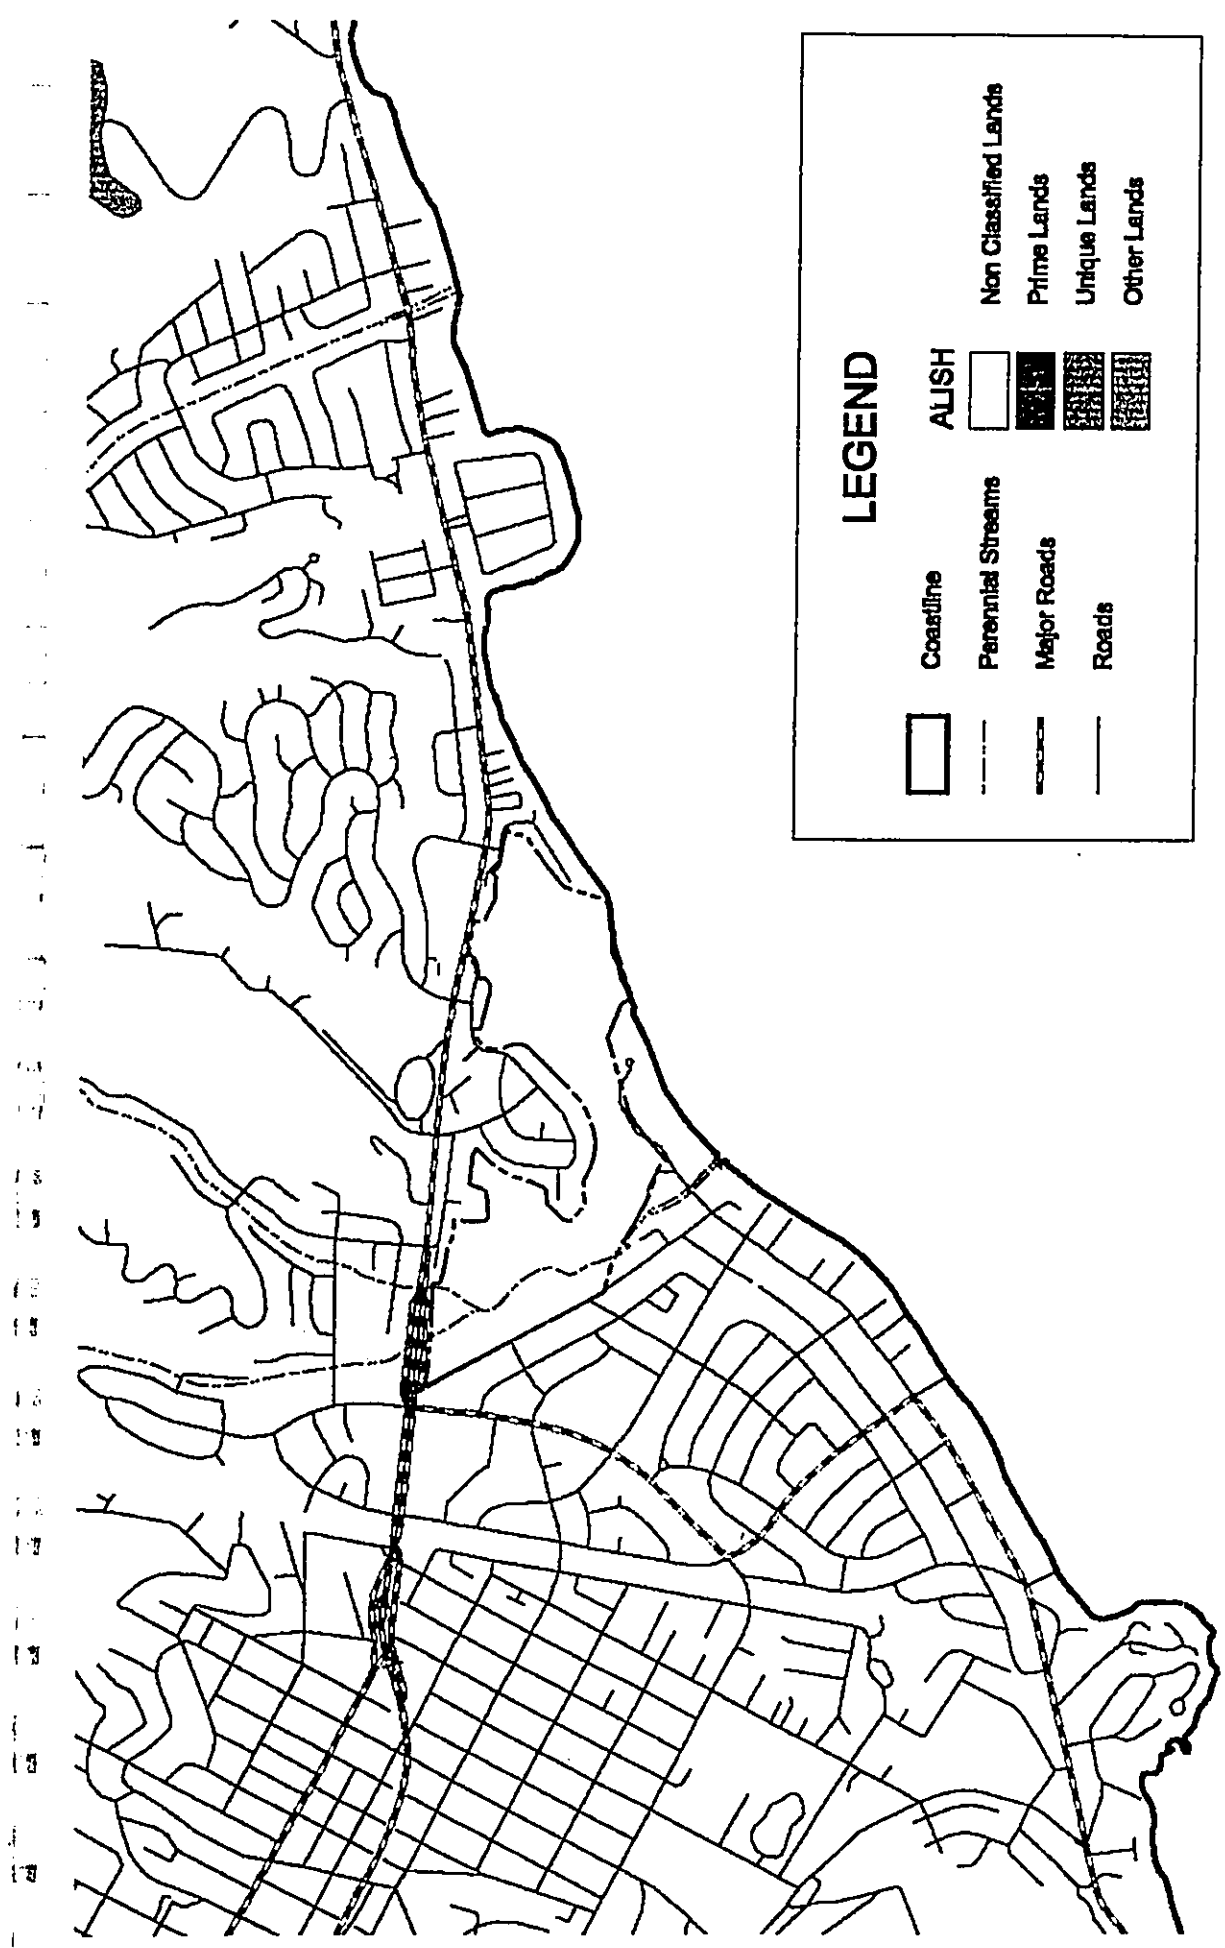 LEGEND
Coastline
Perennial Streams
Major Roads
Roads
ALISH
Non Classified Lands
Prime Lands
Unique Lands
Other Lands